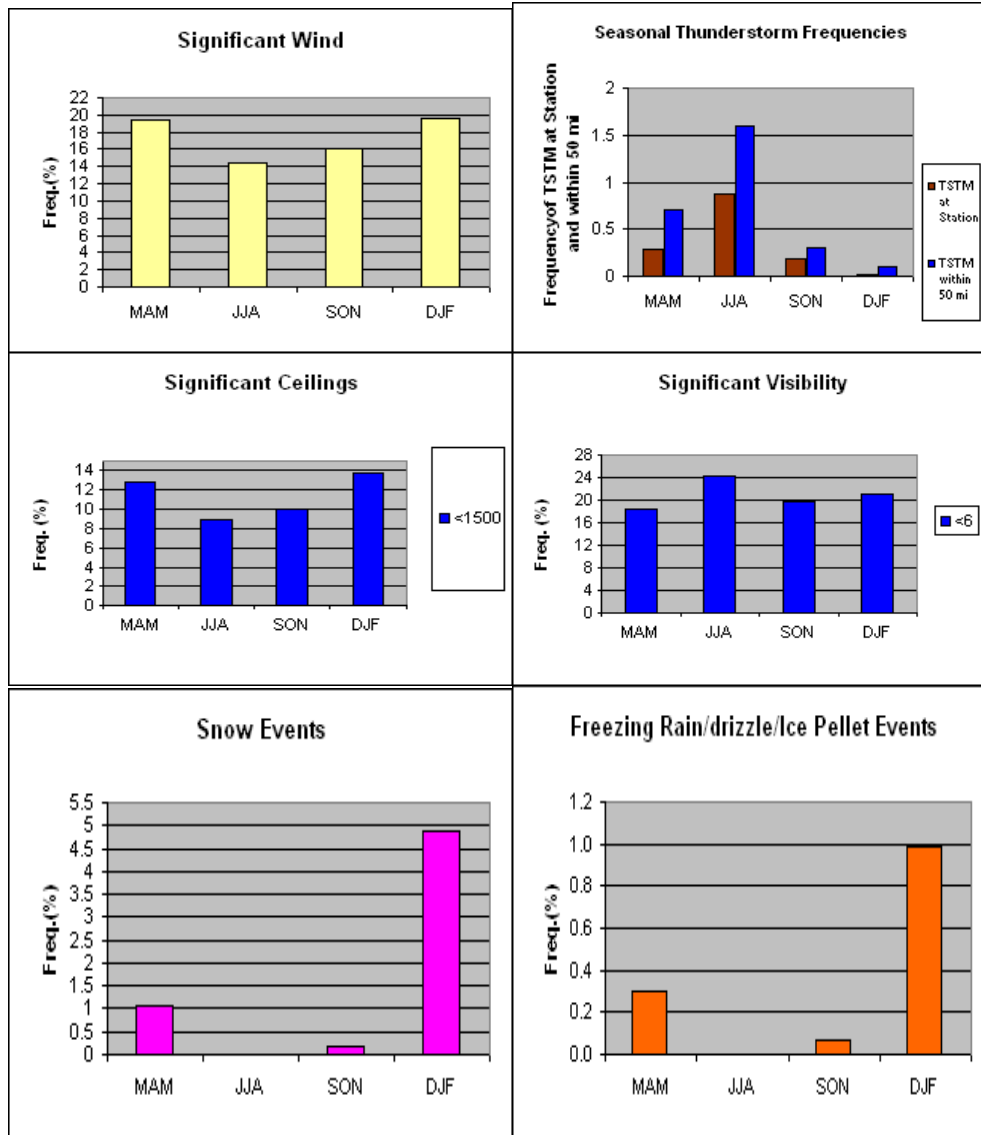 Significant Wind
Freq.(%)
22
20
18
16
14
12
10
8
6
4
2
0
MAM JJA SON DJF
Seasonal Thunderstorm Frequencies
Frequencyof TSTM at Station
and within 50 mi
2
1.5
1
0.5
0
MAM JJA SON DJF
TSTM
at
Station
TSTM
within
50 mi
Significant Ceilings
Freq. (%)
14
12
10
8
6
4
2
0
MAM JJA SON DJF
<1500
Significant Visibility
Freq. (%)
28
24
20
16
12
8
4
0
MAM JJA SON DJF
<6
Snow Events
Freq.(%)
5.5
5
4.5
4
3.5
3
2.5
2
1.5
1
0.5
0
MAM JJA SON DJF
Freezing Rain/drizzle/Ice Pellet Events
Freq.(%)
1.2
1.0
0.8
0.6
0.4
0.2
0.0
MAM JJA SON DJF